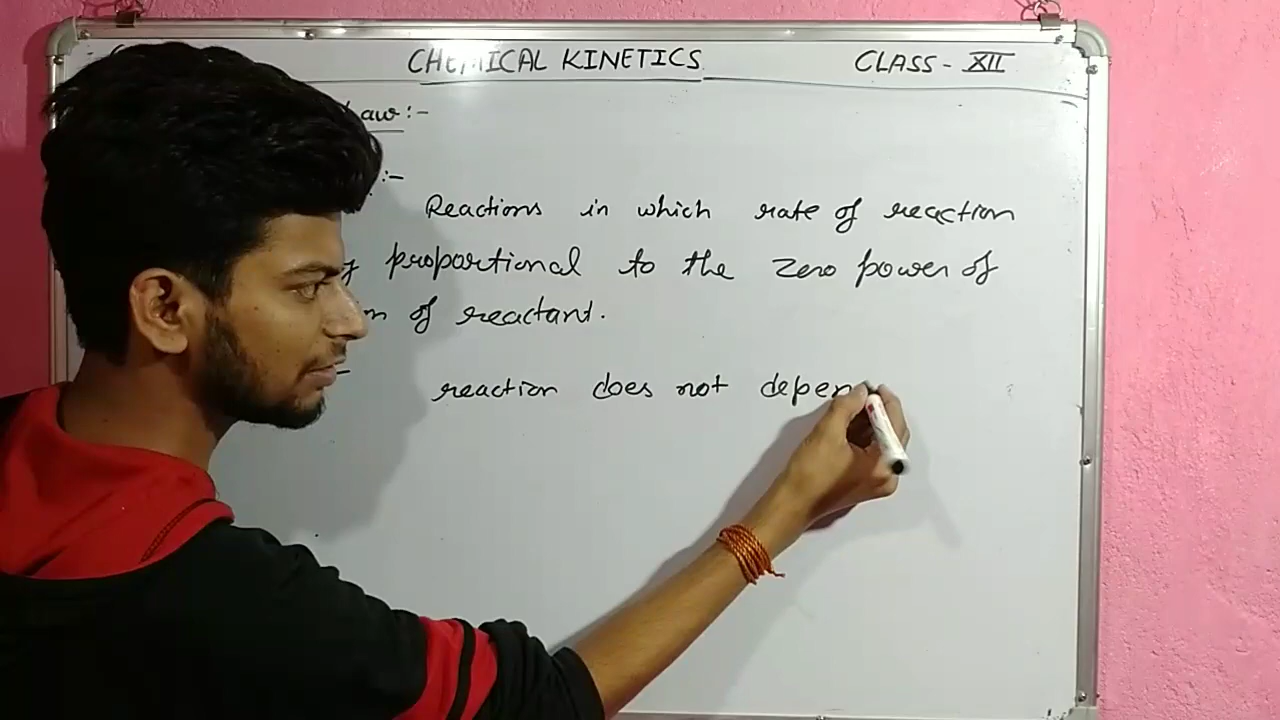 CHEMICAL KINETICS CLASS - XII
Law :-
:-
Reactions in which rate of reaction
proportional to the zero power of
of reactant.
reaction does not depen